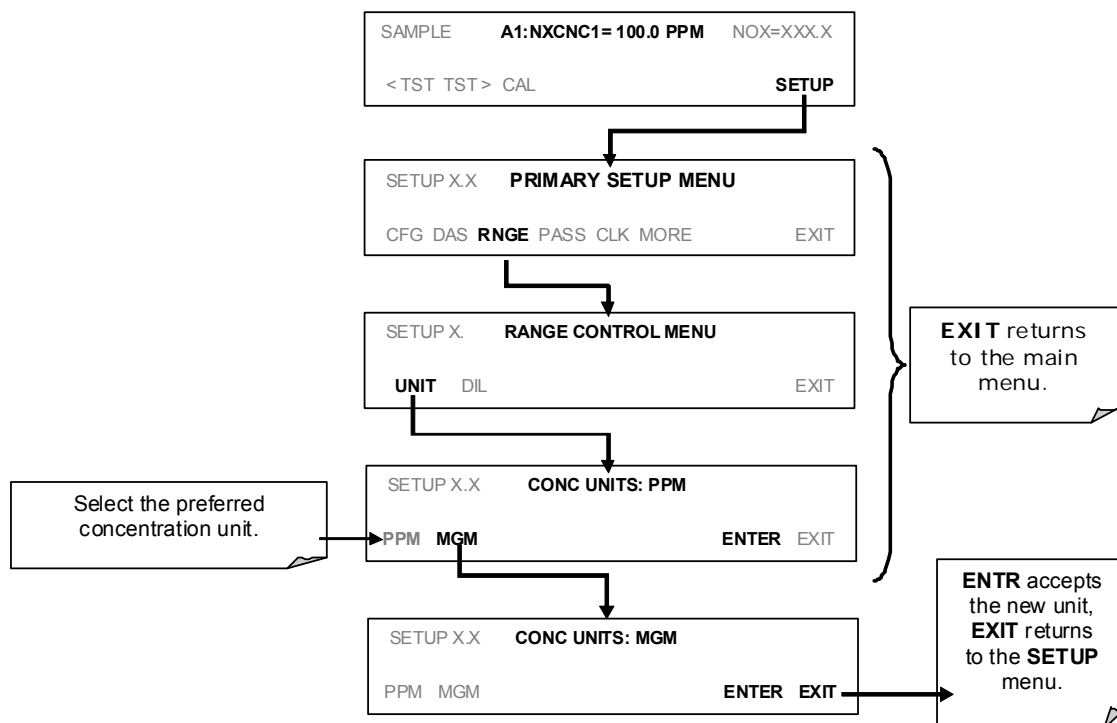 SAMPLE A1:NXCNC1= 100.0 PPM NOX=XXX.X
< TST TST > CAL SETUP
SETUP X.X PRIMARY SETUP MENU
CFG DAS RNGE PASS CLK MORE EXIT
SETUP X. RANGE CONTROL MENU
UNIT DIL EXIT
EXIT returns
to the main
menu.
SETUP X.X CONC UNITS: PPM
PPM MGM ENTER EXIT
Select the preferred
concentration unit.
SETUP X.X CONC UNITS: MGM
PPM MGM ENTER EXIT
ENTR accepts
the new unit,
EXIT returns
to the SETUP
menu.